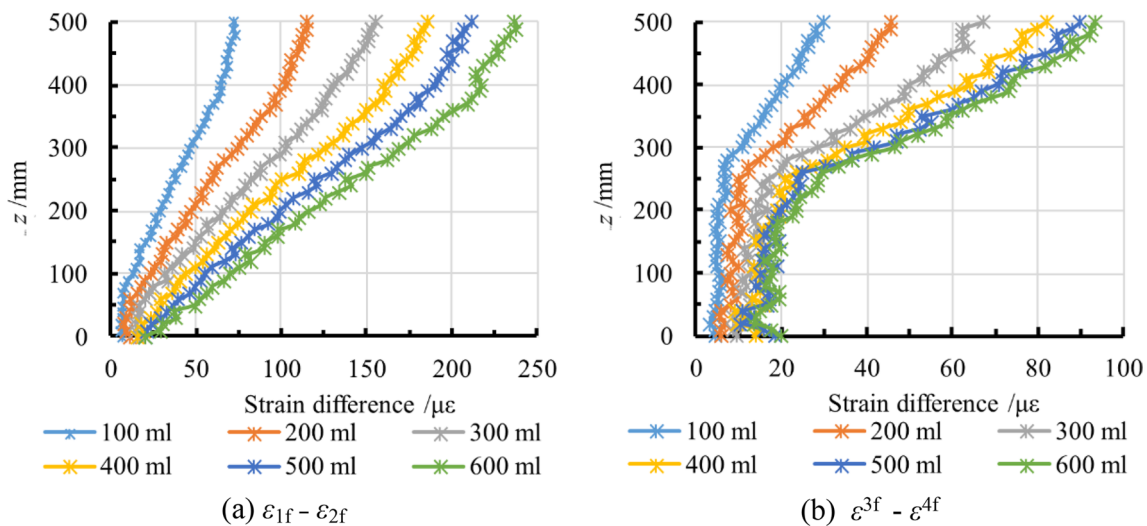 500
400
300
200
100
0
-z /mm
0 50 100 150 200 250
Strain difference /µε
100 ml 200 ml 300 ml
400 ml 500 ml 600 ml
(a) ε1f - ε2f
500
400
300
200
100
0
-z /mm
0 20 40 60 80 100
Strain difference /µε
100 ml 200 ml 300 ml
400 ml 500 ml 600 ml
(b) ε3f - ε4f